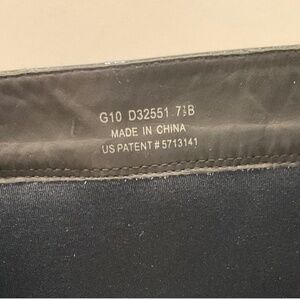 G10 D32551 7½B
MADE IN CHINA
US PATENT # 5713141